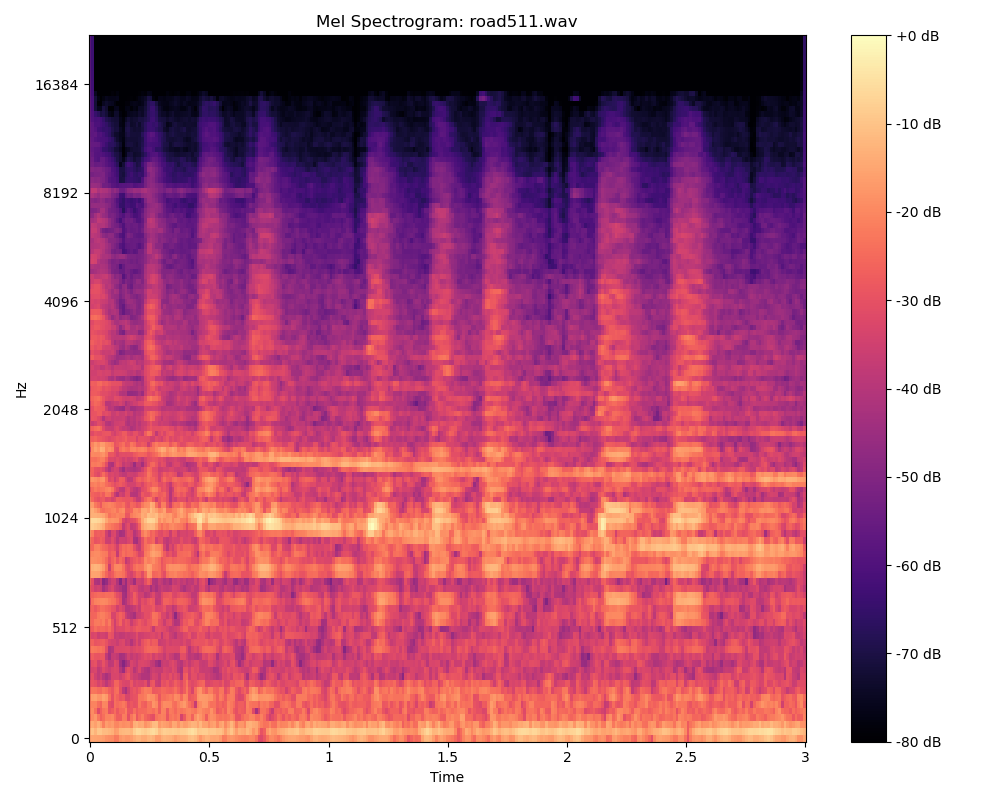 Mel Spectrogram: road511.wav
+0 dB
16384
-10 dB
8192
-20 dB
4096
-30 dB
Hz
-40 dB
2048
-50 dB
1024
-60 dB
512
-70 dB
0
-80 dB
0 0.5 1 1.5 2 2.5 3
Time